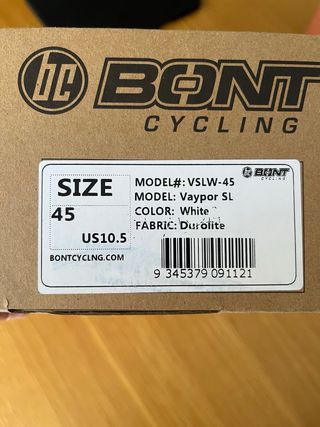 bc BONT
CYCLING
BONT
CYCLING
SIZE
45
US10.5
BONTCYCLNG.COM
MODEL#: VSLW-45
MODEL: Vaypor SL
COLOR: White
FABRIC: Durolite
9 345379 091121